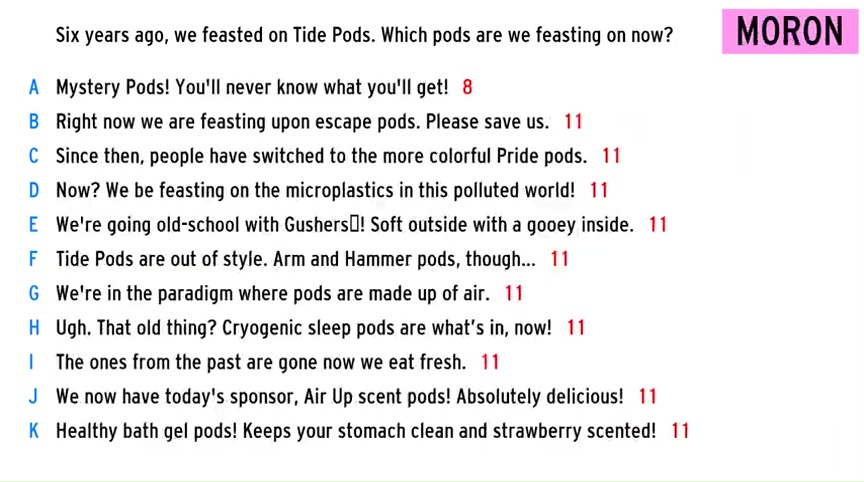 Six years ago, we feasted on Tide Pods. Which pods are we feasting on now?
MORON
A Mystery Pods! You'll never know what you'll get! 8
B Right now we are feasting upon escape pods. Please save us. 11
C Since then, people have switched to the more colorful Pride pods. 11
D Now? We be feasting on the microplastics in this polluted world! 11
E We're going old-school with Gushers▯! Soft outside with a gooey inside. 11
F Tide Pods are out of style. Arm and Hammer pods, though... 11
G We're in the paradigm where pods are made up of air. 11
H Ugh. That old thing? Cryogenic sleep pods are what’s in, now! 11
I The ones from the past are gone now we eat fresh. 11
J We now have today's sponsor, Air Up scent pods! Absolutely delicious! 11
K Healthy bath gel pods! Keeps your stomach clean and strawberry scented! 11